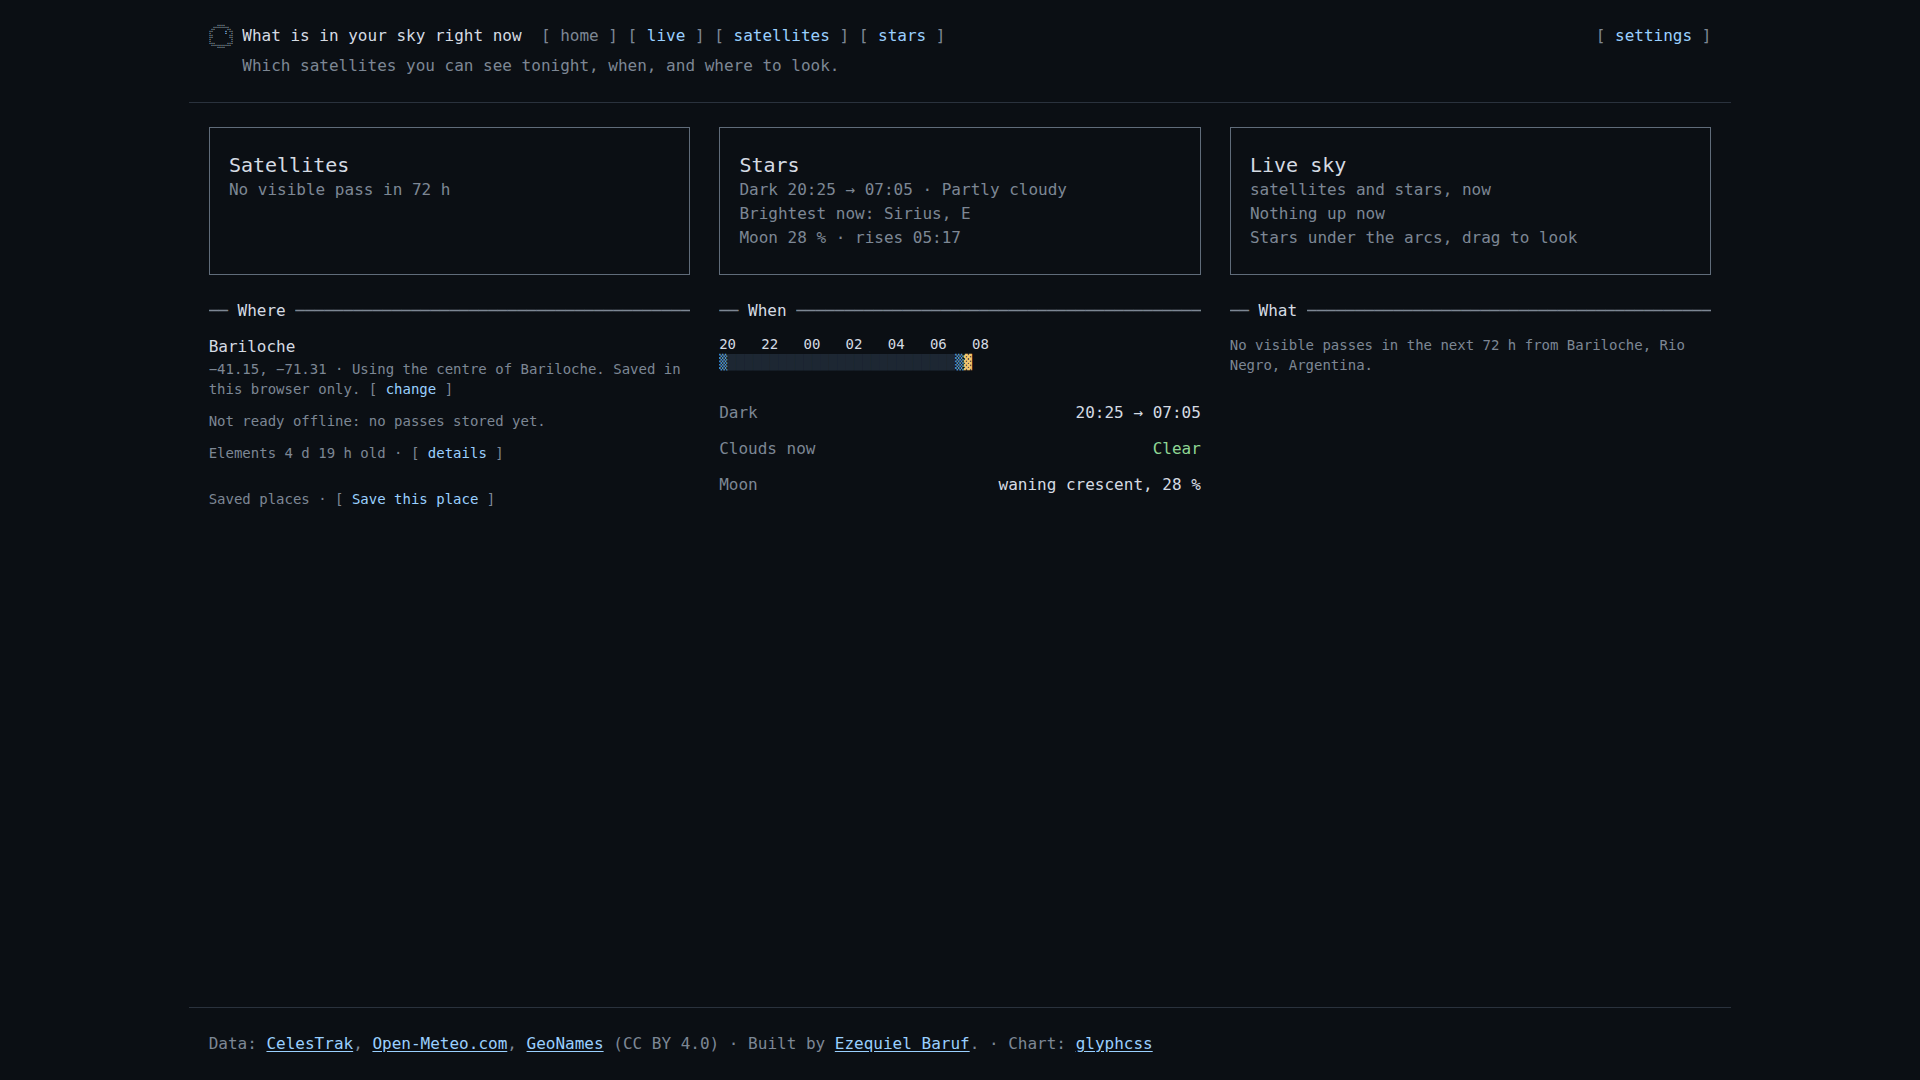 What is in your sky right now [ home ] [ live ] [ satellites ] [ stars ] [ settings ]
Which satellites you can see tonight, when, and where to look.
Satellites
No visible pass in 72 h
Stars
Dark 20:25 → 07:05 · Partly cloudy
Brightest now: Sirius, E
Moon 28 % · rises 05:17
Live sky
satellites and stars, now
Nothing up now
Stars under the arcs, drag to look
Where
Bariloche
−41.15, −71.31 · Using the centre of Bariloche. Saved in
this browser only. [ change ]
Not ready offline: no passes stored yet.
Elements 4 d 19 h old · [ details ]
Saved places · [ Save this place ]
When
20 22 00 02 04 06 08
Dark 20:25 → 07:05
Clouds now Clear
Moon waning crescent, 28 %
What
No visible passes in the next 72 h from Bariloche, Rio
Negro, Argentina.
Data: CelesTrak, Open-Meteo.com, GeoNames (CC BY 4.0) · Built by Ezequiel Baruf. · Chart: glyphcss